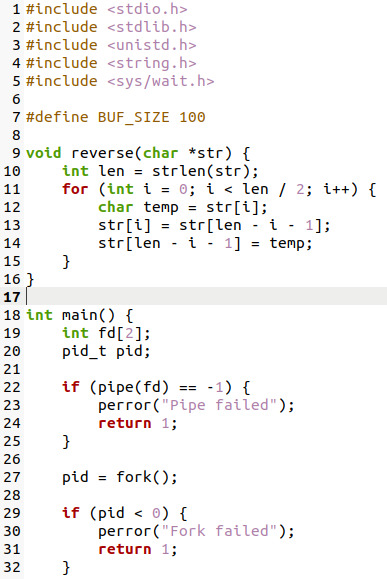 1 #include <stdio.h>
2 #include <stdlib.h>
3 #include <unistd.h>
4 #include <string.h>
5 #include <sys/wait.h>
6
7 #define BUF_SIZE 100
8
9 void reverse(char *str) {
10     int len = strlen(str);
11     for (int i = 0; i < len / 2; i++) {
12         char temp = str[i];
13         str[i] = str[len - i - 1];
14         str[len - i - 1] = temp;
15     }
16 }
17
18 int main() {
19     int fd[2];
20     pid_t pid;
21
22     if (pipe(fd) == -1) {
23         perror("Pipe failed");
24         return 1;
25     }
26
27     pid = fork();
28
29     if (pid < 0) {
30         perror("Fork failed");
31         return 1;
32     }